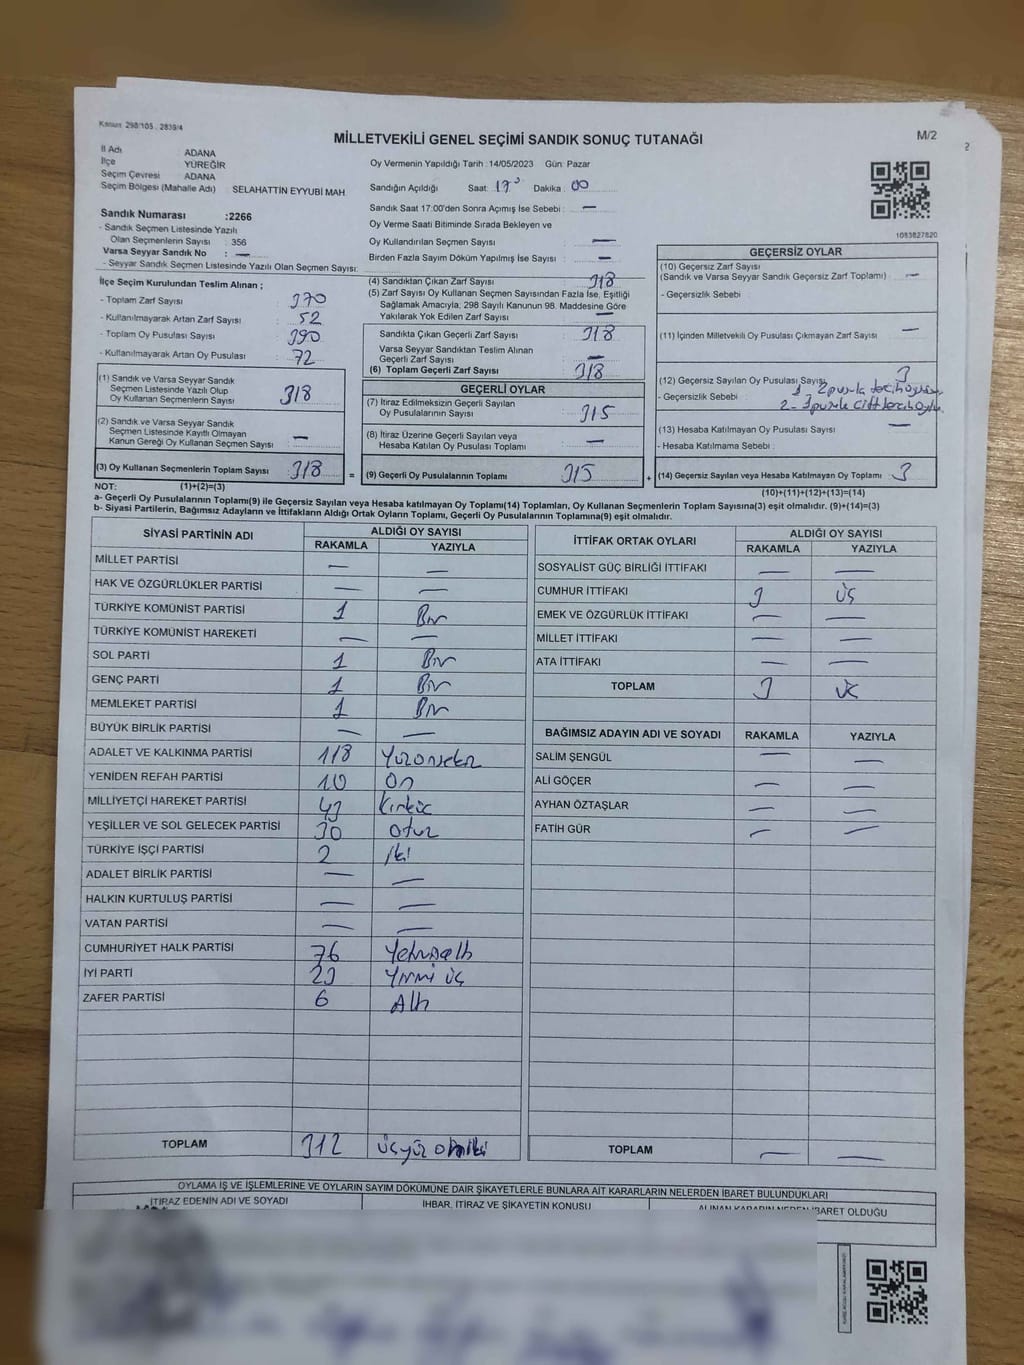 Kanun: 298/105 . 2839/4
M/2
MİLLETVEKİLİ GENEL SEÇİMİ SANDIK SONUÇ TUTANAĞI
2
İl Adı ADANA
İlçe YÜREĞİR
Seçim Çevresi ADANA
Seçim Bölgesi (Mahalle Adı) SELAHATTİN EYYUBİ MAH.
Sandık Numarası :2266
- Sandık Seçmen Listesinde Yazılı
Olan Seçmenlerin Sayısı : 356
Varsa Seyyar Sandık No : —
- Seyyar Sandık Seçmen Listesinde Yazılı Olan Seçmen Sayısı:
Oy Vermenin Yapıldığı Tarih : 14/05/2023 Gün: Pazar
Sandığın Açıldığı Saat: 17 Dakika : 00
Sandık Saat 17:00'den Sonra Açımış İse Sebebi : —
Oy Verme Saati Bitiminde Sırada Bekleyen ve
Oy Kullandırılan Seçmen Sayısı : —
Birden Fazla Sayım Döküm Yapılmış İse Sayısı : —
1083827820
İlçe Seçim Kurulundan Teslim Alınan ;
- Toplam Zarf Sayısı : 370
- Kullanılmayarak Artan Zarf Sayısı : 52
- Toplam Oy Pusulası Sayısı : 390
- Kullanılmayarak Artan Oy Pusulası : 72
(1) Sandık ve Varsa Seyyar Sandık
Seçmen Listesinde Yazılı Olup
Oy Kullanan Seçmenlerin Sayısı : 318
(2) Sandık ve Varsa Seyyar Sandık
Seçmen Listesinde Kayıtlı Olmayan
Kanun Gereği Oy Kullanan Seçmen Sayısı : —
(3) Oy Kullanan Seçmenlerin Toplam Sayısı : 318 =
(4) Sandıktan Çıkan Zarf Sayısı : 318
(5) Zarf Sayısı Oy Kullanan Seçmen Sayısından Fazla İse, Eşitliği
Sağlamak Amacıyla; 298 Sayılı Kanunun 98. Maddesine Göre
Yakılarak Yok Edilen Zarf Sayısı : —
Sandıkta Çıkan Geçerli Zarf Sayısı : 318
Varsa Seyyar Sandıktan Teslim Alınan
Geçerli Zarf Sayısı : —
(6) Toplam Geçerli Zarf Sayısı : 318
GEÇERLİ OYLAR
(7) İtiraz Edilmeksizin Geçerli Sayılan
Oy Pusulalarının Sayısı : 315
(8) İtiraz Üzerine Geçerli Sayılan veya
Hesaba Katılan Oy Pusulası Toplamı : —
(9) Geçerli Oy Pusulalarının Toplamı : 315 +
GEÇERSİZ OYLAR
(10) Geçersiz Zarf Sayısı
(Sandık ve Varsa Seyyar Sandık Geçersiz Zarf Toplamı) : —
- Geçersizlik Sebebi
(11) İçinden Milletvekili Oy Pusulası Çıkmayan Zarf Sayısı : —
(12) Geçersiz Sayılan Oy Pusulası Sayısı : 3
- Geçersizlik Sebebi : 1- 2 pusula
2- 1 pusula
(13) Hesaba Katılmayan Oy Pusulası Sayısı : —
- Hesaba Katılmama Sebebi :
(14) Geçersiz Sayılan veya Hesaba Katılmayan Oy Toplamı : 3
NOT: (1)+(2)=(3)
(10)+(11)+(12)+(13)=(14)
a- Geçerli Oy Pusulalarının Toplamı(9) ile Geçersiz Sayılan veya Hesaba katılmayan Oy Toplamı(14) Toplamları, Oy Kullanan Seçmenlerin Toplam Sayısına(3) eşit olmalıdır. (9)+(14)=(3)
b- Siyasi Partilerin, Bağımsız Adayların ve İttifakların Aldığı Ortak Oyların Toplamı, Geçerli Oy Pusulalarının Toplamına(9) eşit olmalıdır.
SİYASİ PARTİNİN ADI ALDIĞI OY SAYISI
RAKAMLA YAZIYLA
MİLLET PARTİSİ — —
HAK VE ÖZGÜRLÜKLER PARTİSİ — —
TÜRKİYE KOMÜNİST PARTİSİ 1 Bir
TÜRKİYE KOMÜNİST HAREKETİ — —
SOL PARTİ 1 Bir
GENÇ PARTİ 1 Bir
MEMLEKET PARTİSİ 1 Bir
BÜYÜK BİRLİK PARTİSİ — —
ADALET VE KALKINMA PARTİSİ 118 Yüzonsekiz
YENİDEN REFAH PARTİSİ 10 On
MİLLİYETÇİ HAREKET PARTİSİ 43 Kırküç
YEŞİLLER VE SOL GELECEK PARTİSİ 30 Otuz
TÜRKİYE İŞÇİ PARTİSİ 2 İki
ADALET BİRLİK PARTİSİ — —
HALKIN KURTULUŞ PARTİSİ — —
VATAN PARTİSİ — —
CUMHURİYET HALK PARTİSİ 76 Yetmişaltı
İYİ PARTİ 23 Yirmi üç
ZAFER PARTİSİ 6 Altı
TOPLAM 312 Üçyüz oniki
İTTİFAK ORTAK OYLARI ALDIĞI OY SAYISI
RAKAMLA YAZIYLA
SOSYALİST GÜÇ BİRLİĞİ İTTİFAKI — —
CUMHUR İTTİFAKI 3 Üç
EMEK VE ÖZGÜRLÜK İTTİFAKI — —
MİLLET İTTİFAKI — —
ATA İTTİFAKI — —
TOPLAM 3 Üç
BAĞIMSIZ ADAYIN ADI VE SOYADI RAKAMLA YAZIYLA
SALİM ŞENGÜL — —
ALİ GÖÇER — —
AYHAN ÖZTAŞLAR — —
FATİH GÜR — —
TOPLAM — —
OYLAMA İŞ VE İŞLEMLERİNE VE OYLARIN SAYIM DÖKÜMÜNE DAİR ŞİKAYETLERLE BUNLARA AİT KARARLARIN NELERDEN İBARET BULUNDUKLARI
İTİRAZ EDENİN ADI VE SOYADI
İHBAR, İTİRAZ VE ŞİKAYETİN KONUSU
ALINAN KARARIN NEDEN İBARET OLDUĞU